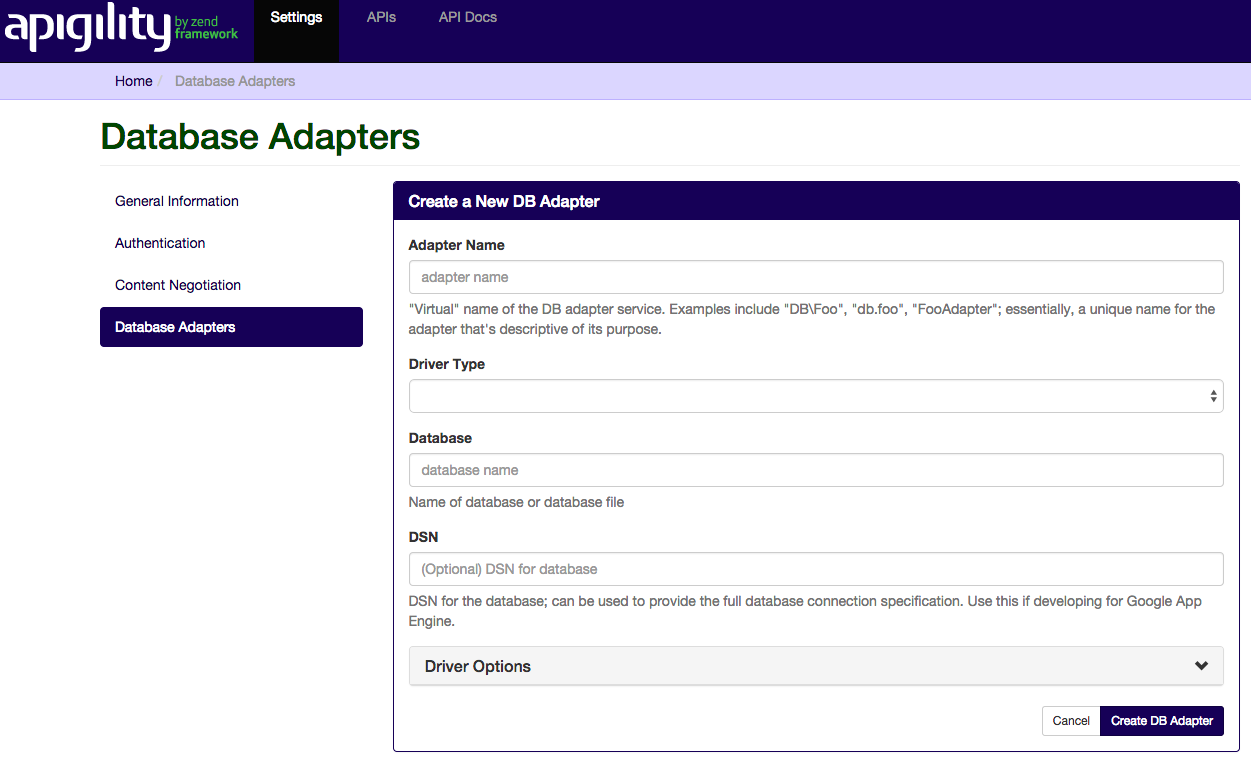 apigility by zend framework
Settings APIs API Docs
Home / Database Adapters
Database Adapters
General Information
Authentication
Content Negotiation
Database Adapters
Create a New DB Adapter
Adapter Name
adapter name
"Virtual" name of the DB adapter service. Examples include "DB\Foo", "db.foo", "FooAdapter"; essentially, a unique name for the
adapter that's descriptive of its purpose.
Driver Type
Database
database name
Name of database or database file
DSN
(Optional) DSN for database
DSN for the database; can be used to provide the full database connection specification. Use this if developing for Google App
Engine.
Driver Options
Cancel Create DB Adapter